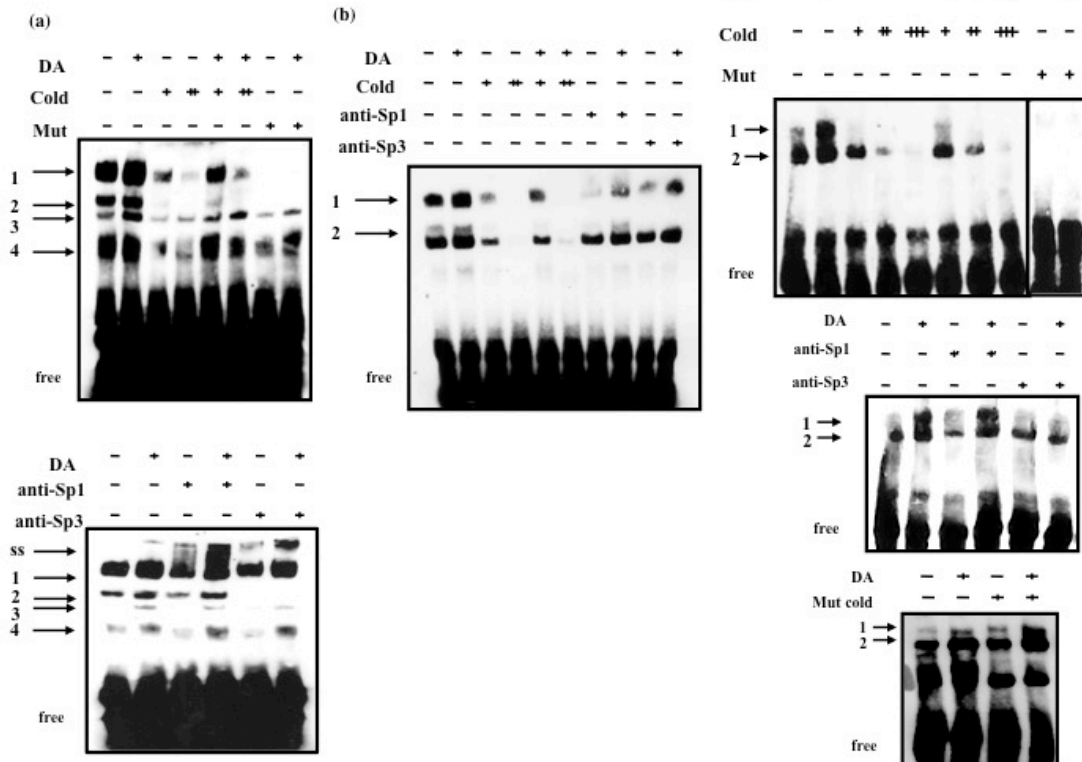 (a)
DA – + – – + + – +
Cold – – + ++ + ++ – –
Mut – – – – – – + +
1
2
3
4
free
DA – + – + – +
anti-Sp1 – – + + – –
anti-Sp3 – – – – + +
ss
1
2
3
4
free
(b)
DA – + – – + + – + – +
Cold – – + ++ + ++ – – – –
anti-Sp1 – – – – – – + + – –
anti-Sp3 – – – – – – – – + +
1
2
free
Cold – – + ++ +++ + ++ +++ – –
Mut – – – – – – – – + +
1
2
free
DA – + – + – +
anti-Sp1 – – + + – –
anti-Sp3 – – – – + +
1
2
free
DA – + – +
Mut cold – – + +
1
2
free